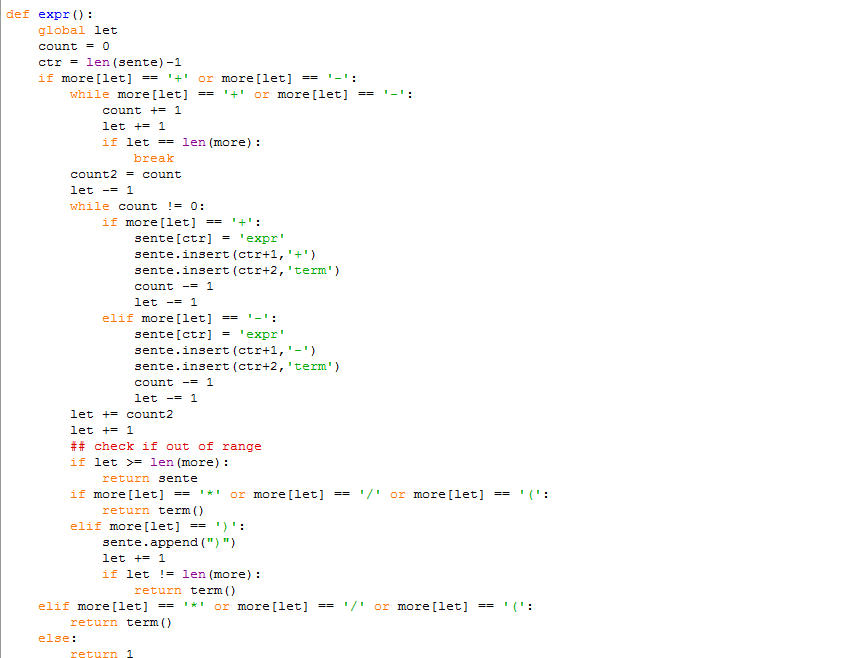 def expr():
    global let
    count = 0
    ctr = len(sente)-1
    if more[let] == '+' or more[let] == '-':
        while more[let] == '+' or more[let] == '-':
            count += 1
            let += 1
            if let == len(more):
                break
        count2 = count
        let -= 1
        while count != 0:
            if more[let] == '+':
                sente[ctr] = 'expr'
                sente.insert(ctr+1,'+')
                sente.insert(ctr+2,'term')
                count -= 1
                let -= 1
            elif more[let] == '-':
                sente[ctr] = 'expr'
                sente.insert(ctr+1,'-')
                sente.insert(ctr+2,'term')
                count -= 1
                let -= 1
        let += count2
        let += 1
        ## check if out of range
        if let >= len(more):
            return sente
        if more[let] == '*' or more[let] == '/' or more[let] == '(':
            return term()
        elif more[let] == ')':
            sente.append(")")
            let += 1
            if let != len(more):
                return term()
    elif more[let] == '*' or more[let] == '/' or more[let] == '(':
        return term()
    else:
        return 1